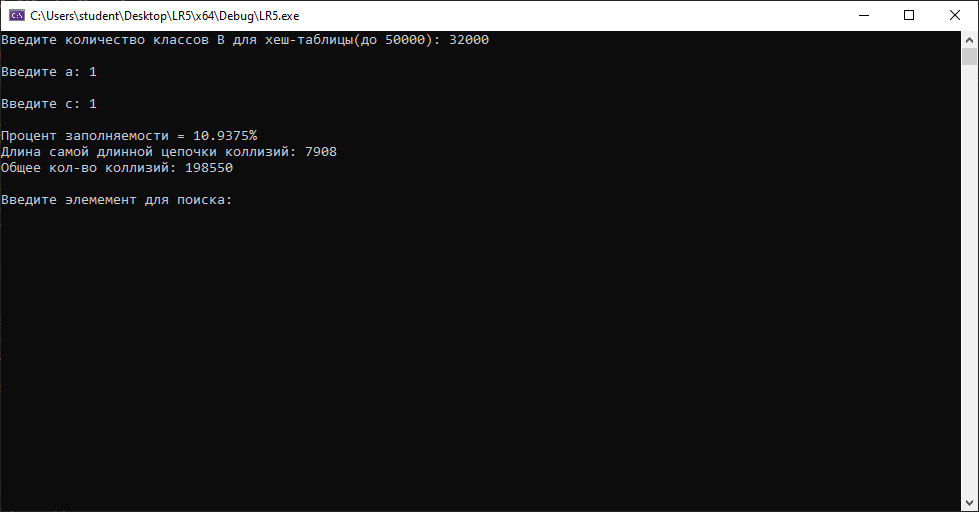 C:\Users\student\Desktop\LR5\x64\Debug\LR5.exe
Введите количество классов B для хеш-таблицы(до 50000): 32000
Введите a: 1
Введите c: 1
Процент заполняемости = 10.9375%
Длина самой длинной цепочки коллизий: 7908
Общее кол-во коллизий: 198550
Введите элемемент для поиска: